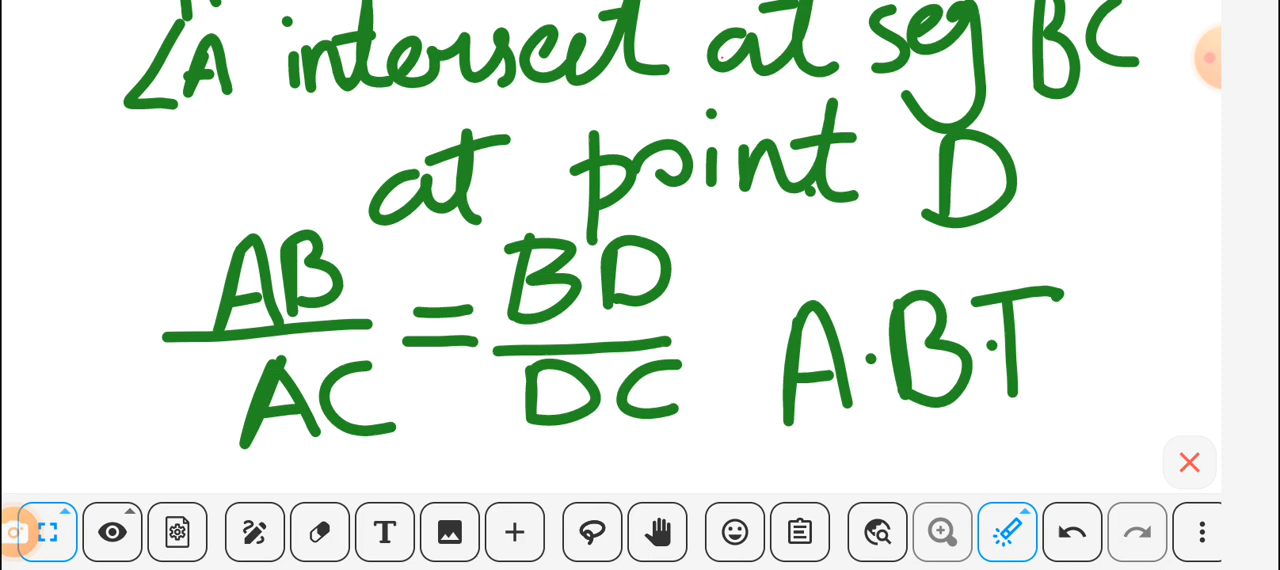 ∠A intersect at seg BC
at point D
AB/AC = BD/DC A.B.T
T